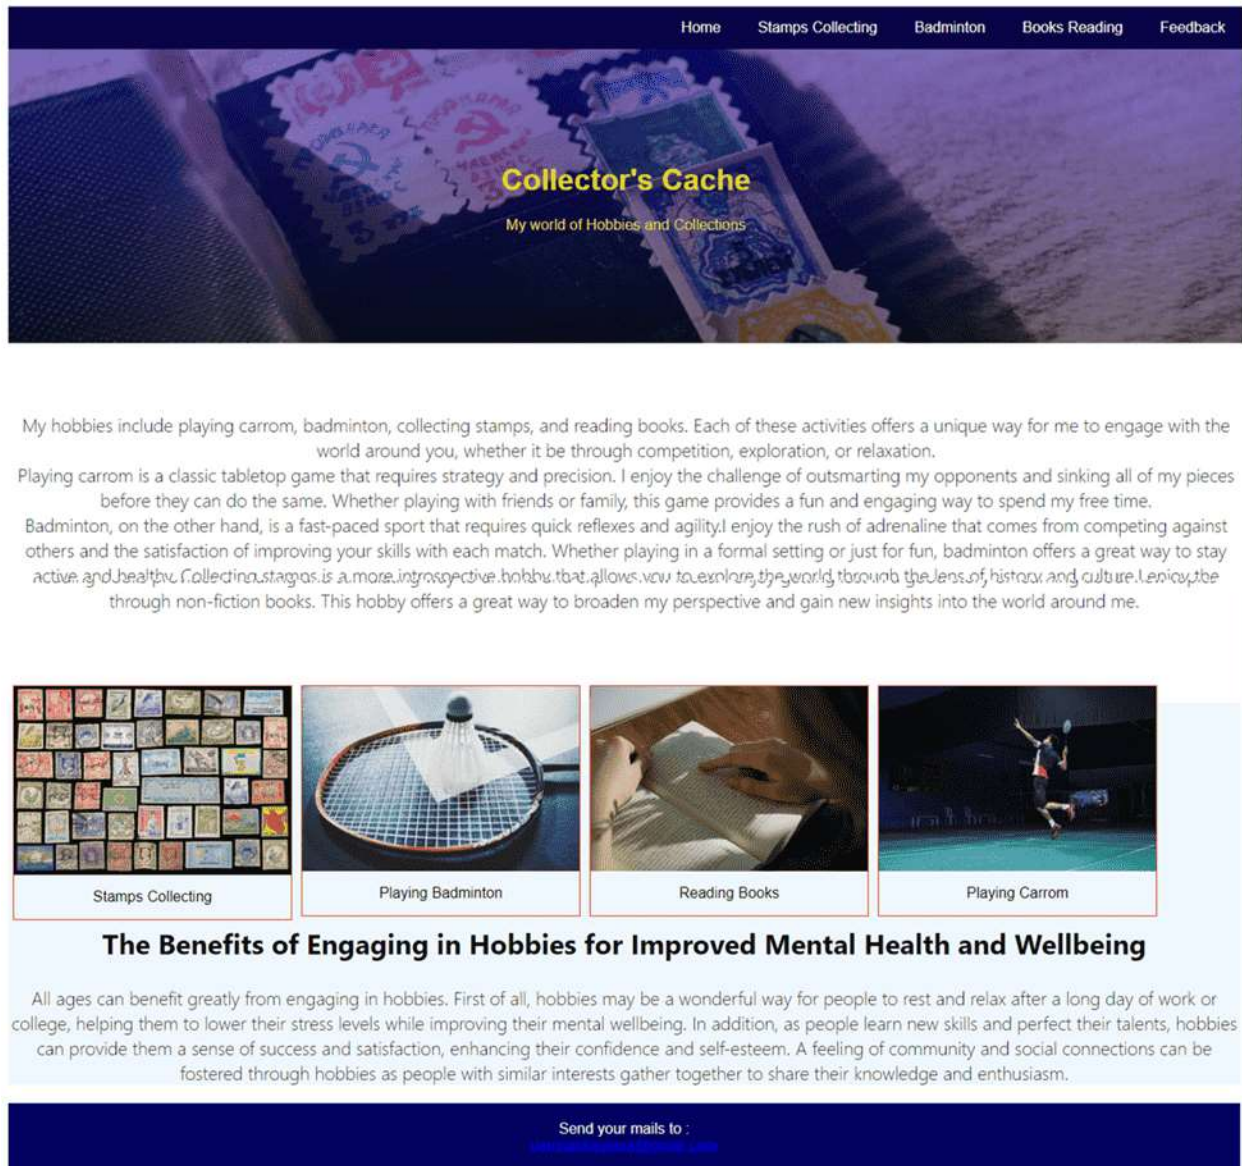 Home Stamps Collecting Badminton Books Reading Feedback
Collector's Cache
My world of Hobbies and Collections
My hobbies include playing carrom, badminton, collecting stamps, and reading books. Each of these activities offers a unique way for me to engage with the
world around you, whether it be through competition, exploration, or relaxation.
Playing carrom is a classic tabletop game that requires strategy and precision. I enjoy the challenge of outsmarting my opponents and sinking all of my pieces
before they can do the same. Whether playing with friends or family, this game provides a fun and engaging way to spend my free time.
Badminton, on the other hand, is a fast-paced sport that requires quick reflexes and agility.I enjoy the rush of adrenaline that comes from competing against
others and the satisfaction of improving your skills with each match. Whether playing in a formal setting or just for fun, badminton offers a great way to stay
active and healthy. Collecting stamps is a more introspective hobby that allows you to explore the world through the lens of history and culture. I enjoy the
through non-fiction books. This hobby offers a great way to broaden my perspective and gain new insights into the world around me.
Stamps Collecting
Playing Badminton
Reading Books
Playing Carrom
The Benefits of Engaging in Hobbies for Improved Mental Health and Wellbeing
All ages can benefit greatly from engaging in hobbies. First of all, hobbies may be a wonderful way for people to rest and relax after a long day of work or
college, helping them to lower their stress levels while improving their mental wellbeing. In addition, as people learn new skills and perfect their talents, hobbies
can provide them a sense of success and satisfaction, enhancing their confidence and self-esteem. A feeling of community and social connections can be
fostered through hobbies as people with similar interests gather together to share their knowledge and enthusiasm.
Send your mails to :